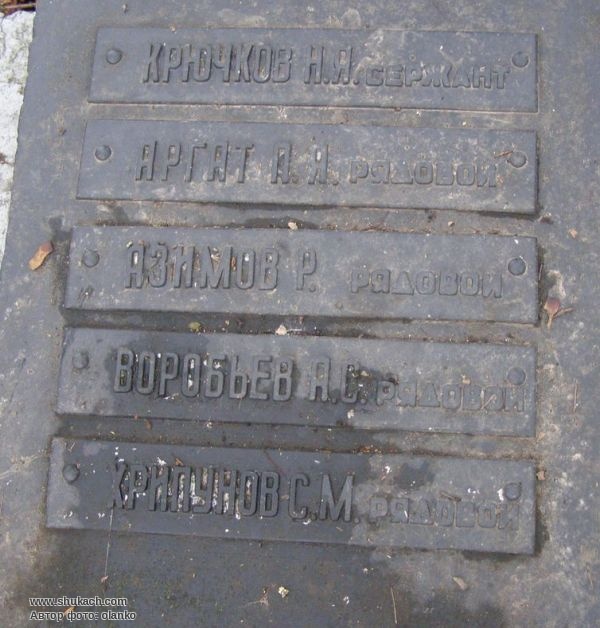 КРЮЧКОВ Н.Я. СЕРЖАНТ
АРГАТ А.Я. РЯДОВОЙ
АЗИМОВ Р. РЯДОВОЙ
ВОРОБЬЕВ А.С. РЯДОВОЙ
ХРИПУНОВ С.М. РЯДОВОЙ
www.shukach.com
Автор фото: olanko